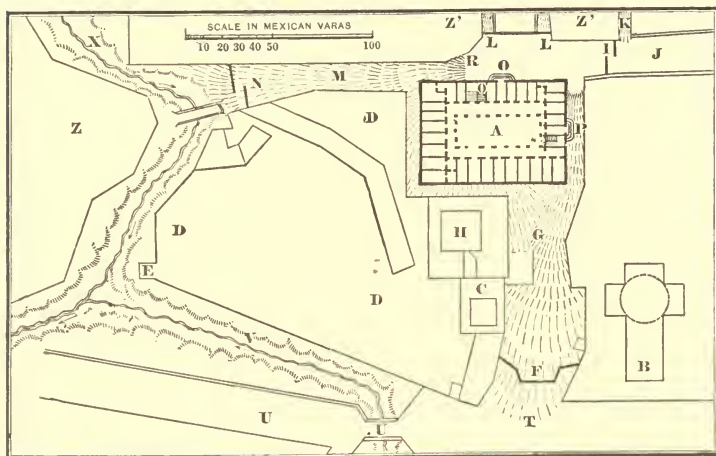 SCALE IN MEXICAN VARAS
10 20 30 40 50 100
X
Z' Z' K
L L
I J
R
N M O
O
Z D A P
H G
D
E D C
B
F
U U T